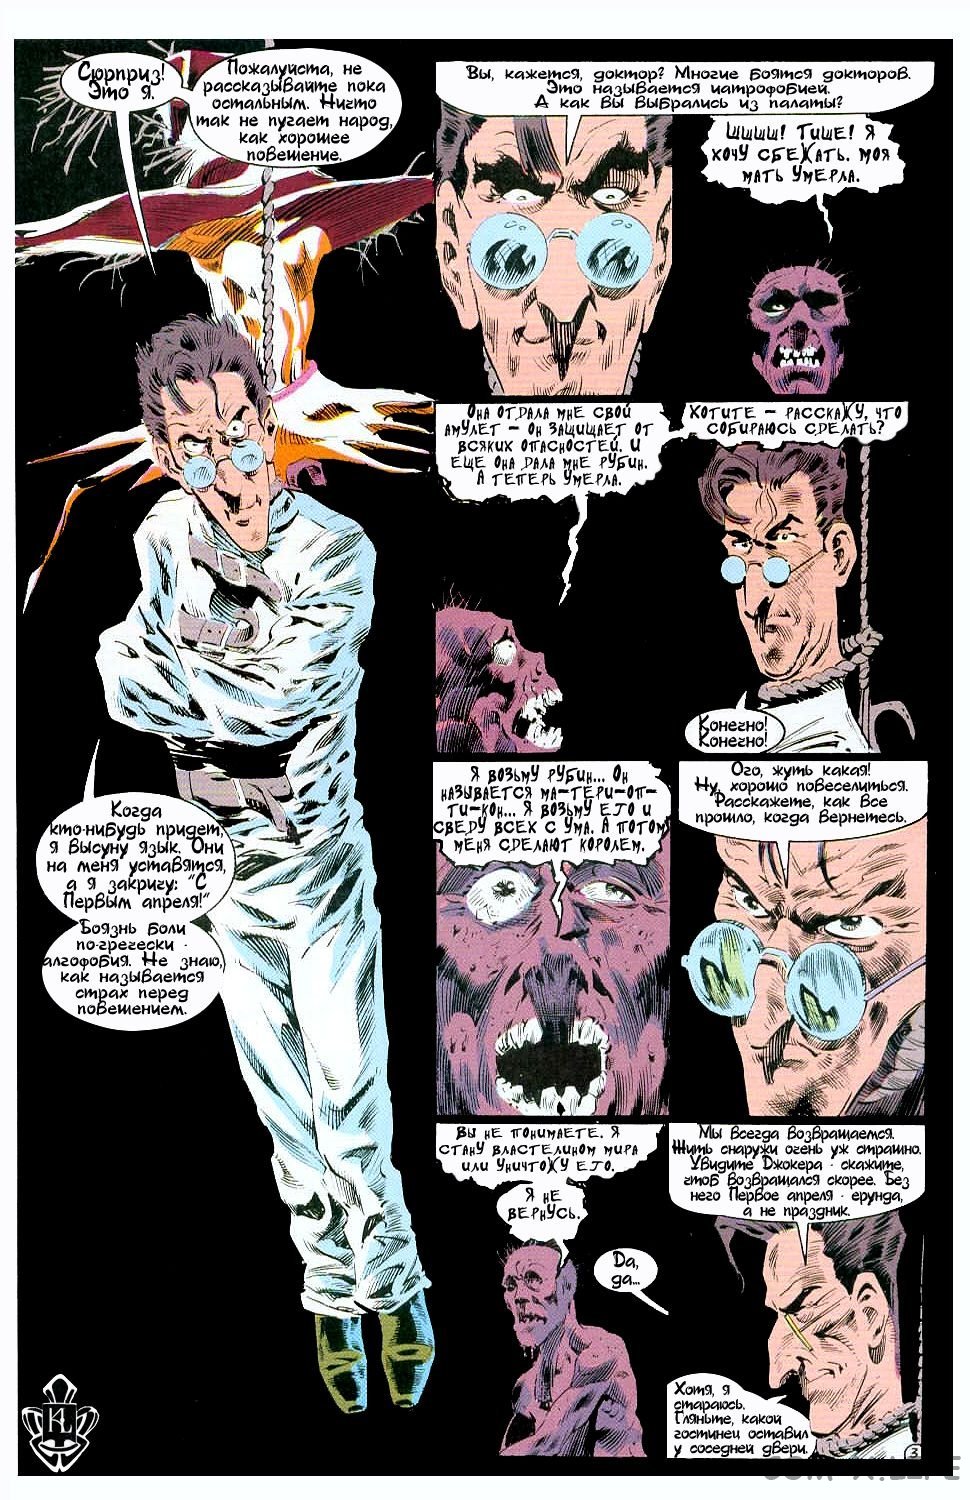 Сюрприз!
Это я.
Пожалуйста, не
рассказывайте пока
остальным. Ничто
так не пугает народ,
как хорошее
повешение.
Вы, кажется, доктор? Многие боятся докторов.
Это называется иатрофобией.
А как вы выбрались из палаты?
Шшшш! Тише! Я
хочу сбежать. Моя
мать умерла.
Она отдала мне свой
амулет – он защищает от
всяких опасностей. И
еще она дала мне рубин.
А теперь умерла.
Хотите – расскажу, что
собираюсь сделать?
Конечно!
Конечно!
Когда
кто-нибудь придет,
я высуну язык. Они
на меня уставятся,
а я закричу: "С
Первым апреля!"
Боязнь боли
по-гречески -
алгофобия. Не знаю,
как называется
страх перед
повешением.
Я возьму рубин... Он
называется ма-тери-оп-
ти-кон... Я возьму его и
сведу всех с ума. А потом
меня сделают королем.
Ого, жуть какая!
Ну, хорошо повеселиться.
Расскажете, как все
проило, когда вернетесь.
Вы не понимаете. Я
стану властелином мира
или уничтожу его.
Я не
вернусь.
Да,
да...
Мы всегда возвращаемся.
Жить снаружи очень уж страшно.
Увидите Джокера - скажите,
чтоб возвращался скорее. Без
него Первое апреля - ерунда,
а не праздник.
Хотя, я
стараюсь.
Гляньте, какой
гостинец оставил
у соседней двери.
3
KL
COM-X.LIFE